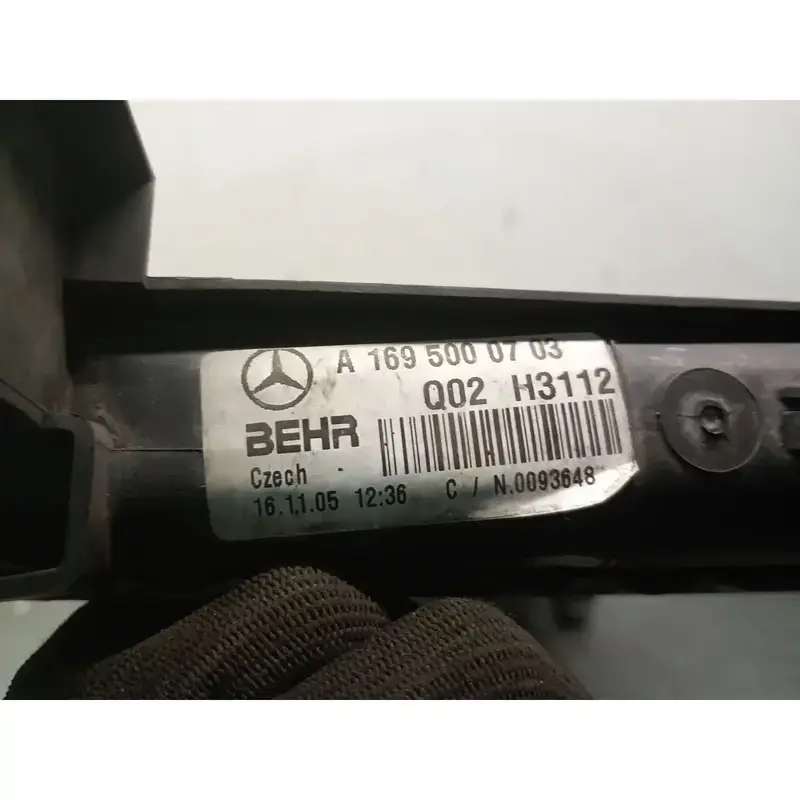 A 169 500 07 03
Q02 H3112
BEHR
Czech
16.11.05 12:36 C / N.0093648